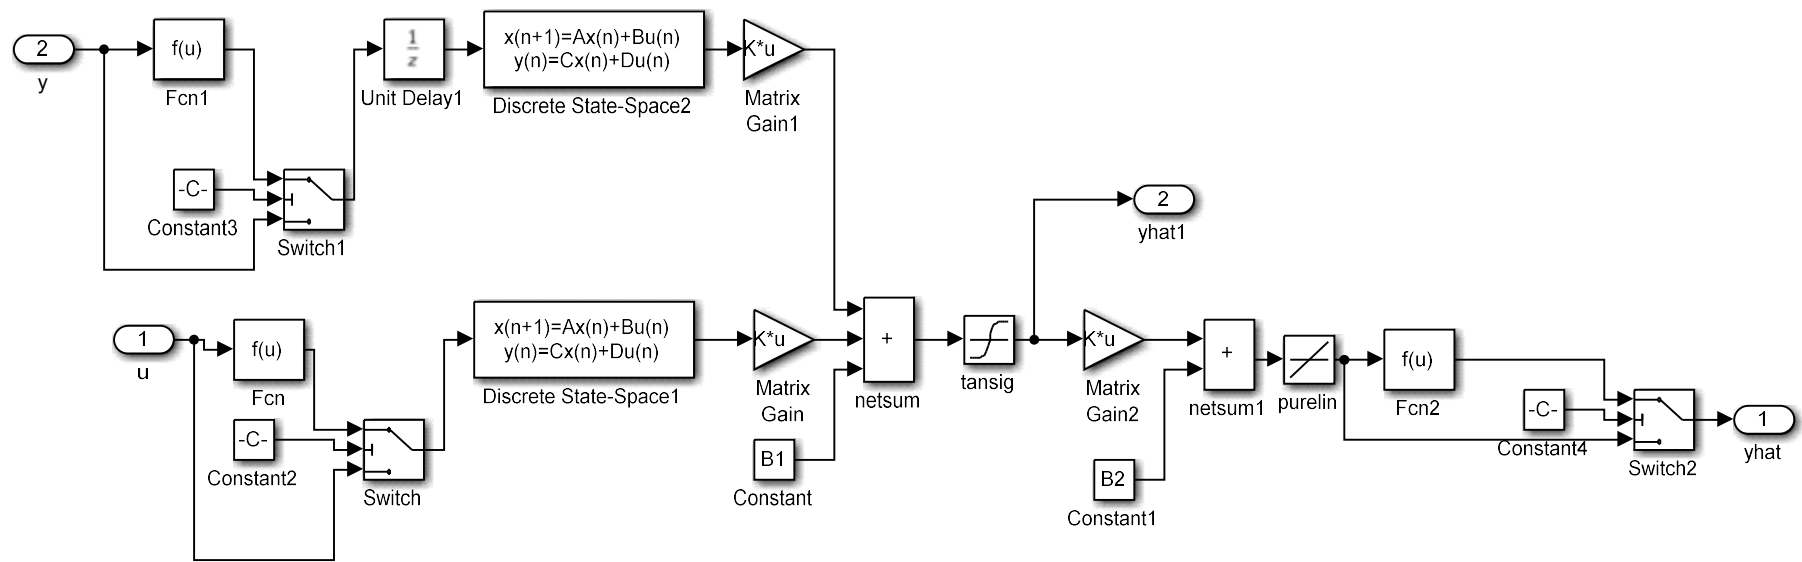 2
y
f(u)
Fcn1
-C-
Constant3
Switch1
1
z
Unit Delay1
x(n+1)=Ax(n)+Bu(n)
y(n)=Cx(n)+Du(n)
Discrete State-Space2
K*u
Matrix
Gain1
1
u
f(u)
Fcn
-C-
Constant2
Switch
x(n+1)=Ax(n)+Bu(n)
y(n)=Cx(n)+Du(n)
Discrete State-Space1
K*u
Matrix
Gain
B1
Constant
+
netsum
tansig
2
yhat1
K*u
Matrix
Gain2
B2
Constant1
+
netsum1
purelin
f(u)
Fcn2
-C-
Constant4
Switch2
1
yhat